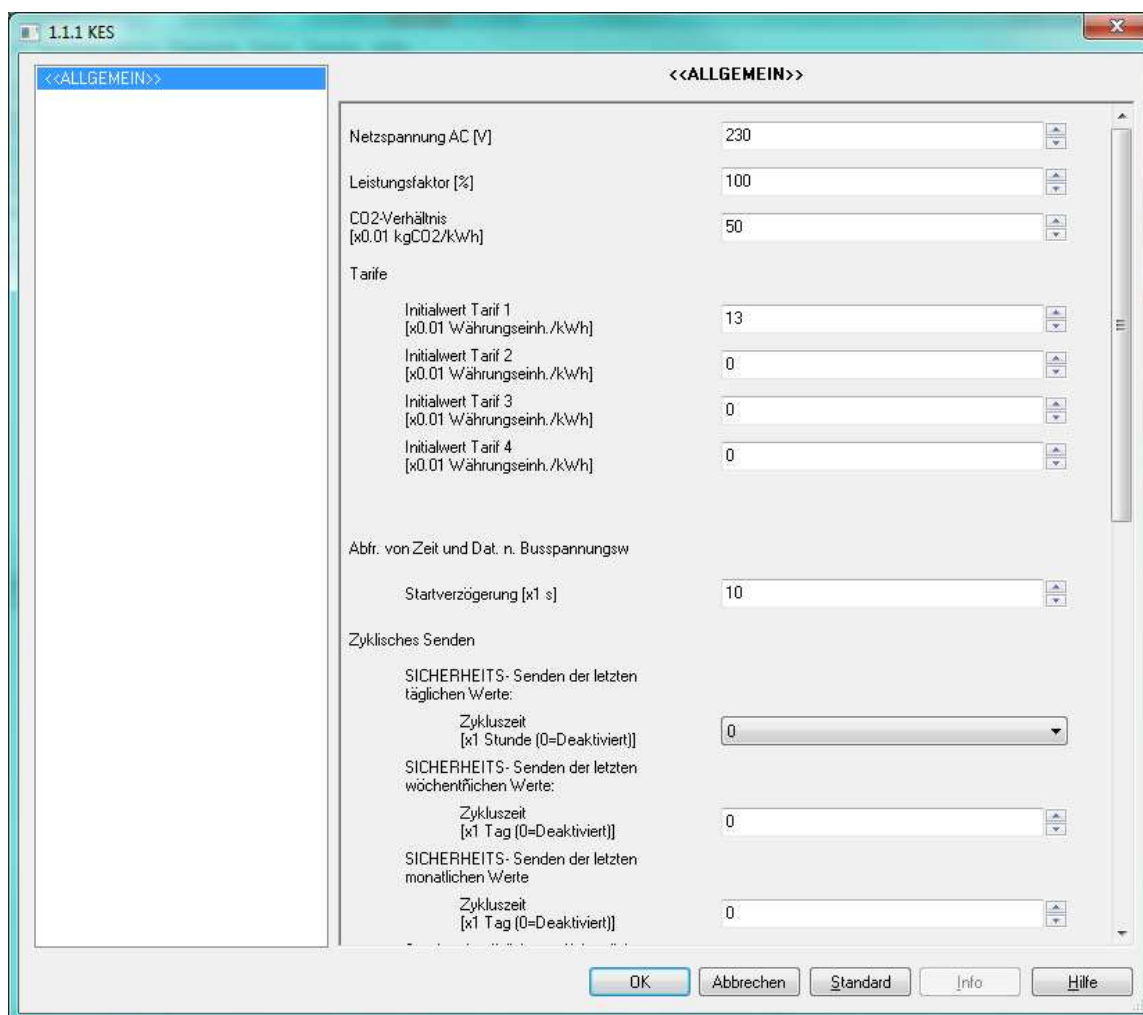 1.1.1 KES
<<ALLGEMEIN>>
<<ALLGEMEIN>>
Netzspannung AC [V]
230
Leistungsfaktor [%]
100
CO2-Verhältnis
[x0.01 kgCO2/kWh]
50
Tarife
Initialwert Tarif 1
[x0.01 Währungseinh./kWh]
13
Initialwert Tarif 2
[x0.01 Währungseinh./kWh]
0
Initialwert Tarif 3
[x0.01 Währungseinh./kWh]
0
Initialwert Tarif 4
[x0.01 Währungseinh./kWh]
0
Abfr. von Zeit und Dat. n. Busspannungsw
Startverzögerung [x1 s]
10
Zyklisches Senden
SICHERHEITS- Senden der letzten
täglichen Werte:
Zykluszeit
[x1 Stunde (0=Deaktiviert)]
0
SICHERHEITS- Senden der letzten
wöchentñichen Werte:
Zykluszeit
[x1 Tag (0=Deaktiviert)]
0
SICHERHEITS- Senden der letzten
monatlichen Werte
Zykluszeit
[x1 Tag (0=Deaktiviert)]
0
OK
Abbrechen
Standard
Info
Hilfe